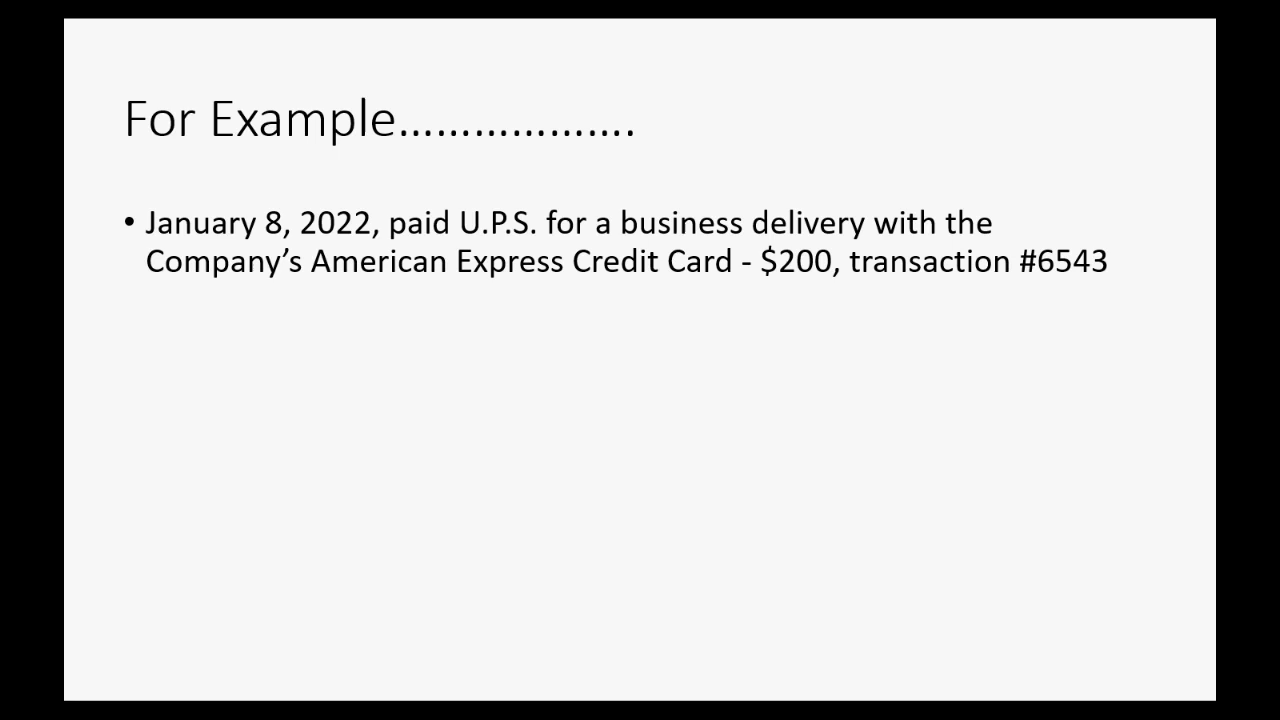 For Example……………….
• January 8, 2022, paid U.P.S. for a business delivery with the
Company’s American Express Credit Card - $200, transaction #6543